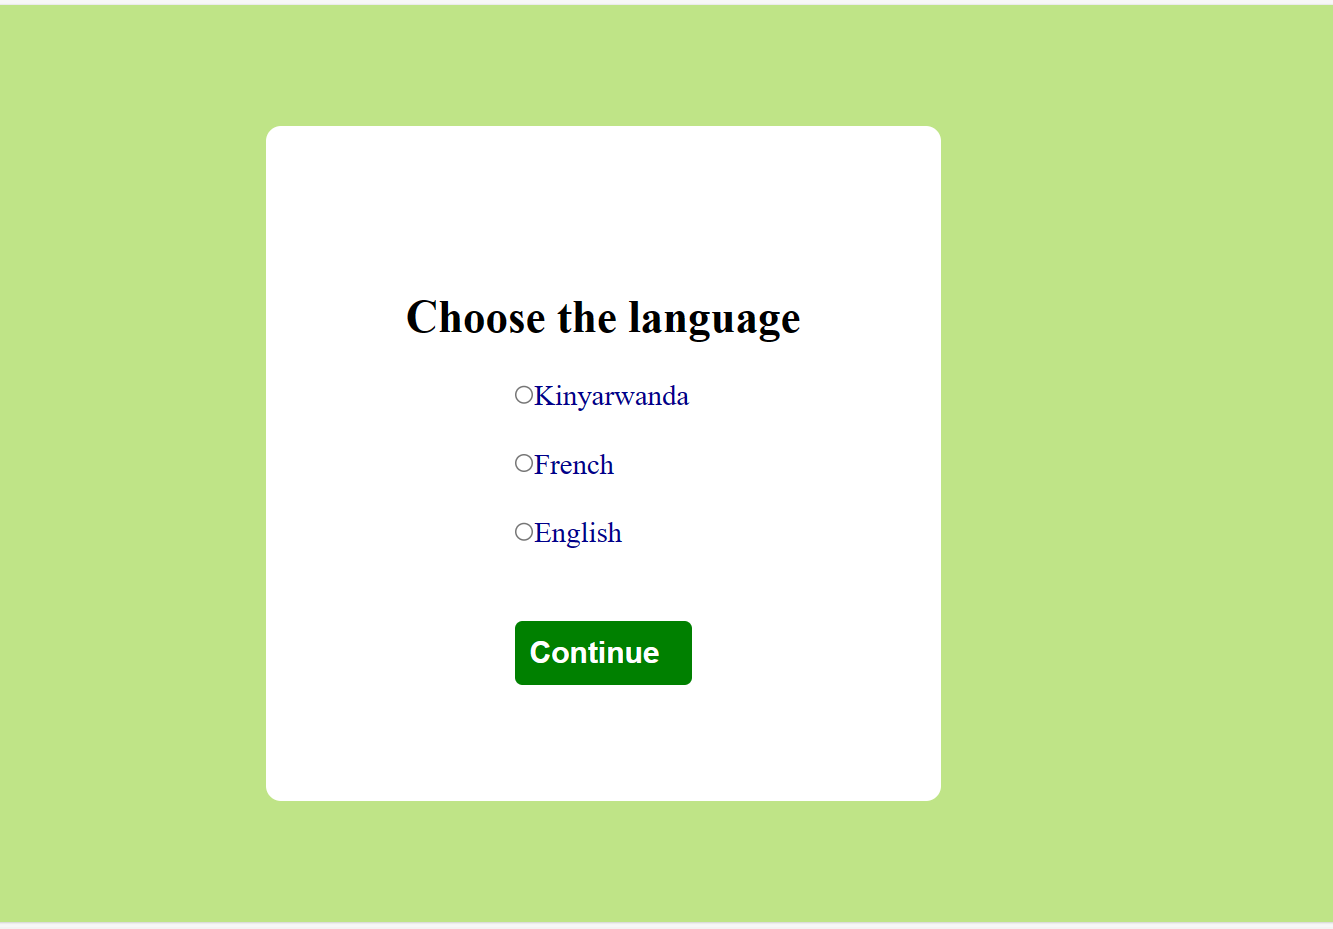 Choose the language
Kinyarwanda
French
English
Continue